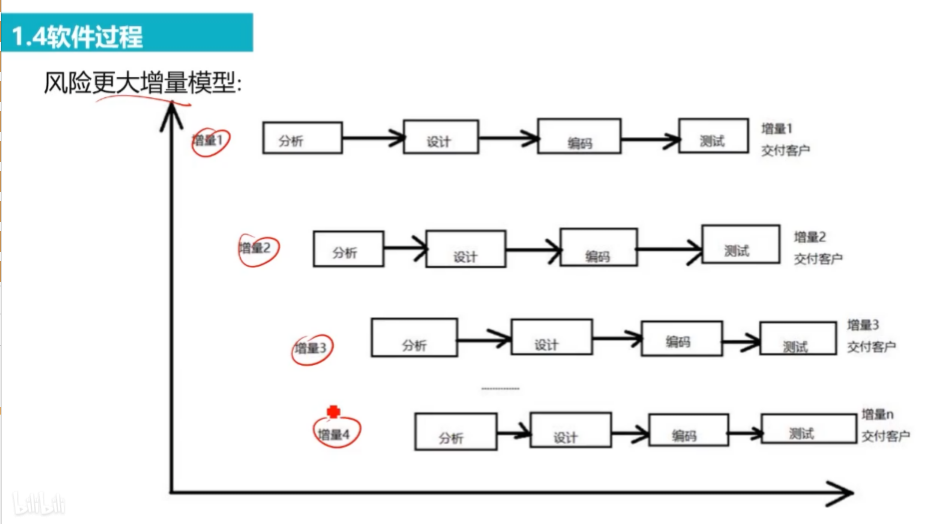 1.4软件过程
风险更大增量模型:
增量1 分析 设计 编码 测试 增量1
交付客户
增量2 分析 设计 编码 测试 增量2
交付客户
增量3 分析 设计 编码 测试 增量3
交付客户
增量4 分析 设计 编码 测试 增量n
交付客户
bilibili